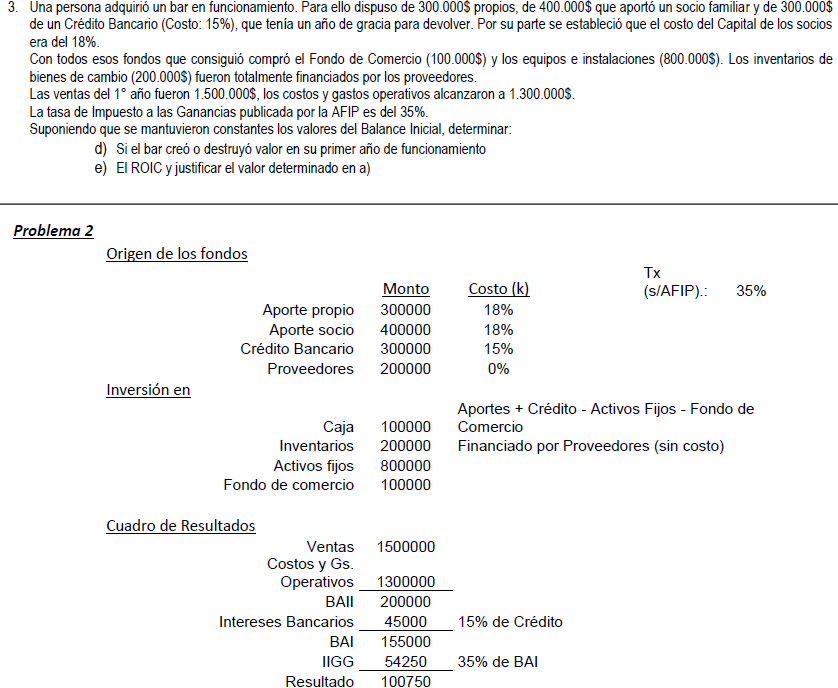 3. Una persona adquirió un bar en funcionamiento. Para ello dispuso de 300.000$ propios, de 400.000$ que aportó un socio familiar y de 300.000$
de un Crédito Bancario (Costo: 15%), que tenía un año de gracia para devolver. Por su parte se estableció que el costo del Capital de los socios
era del 18%.
Con todos esos fondos que consiguió compró el Fondo de Comercio (100.000$) y los equipos e instalaciones (800.000$). Los inventarios de
bienes de cambio (200.000$) fueron totalmente financiados por los proveedores.
Las ventas del 1° año fueron 1.500.000$, los costos y gastos operativos alcanzaron a 1.300.000$.
La tasa de Impuesto a las Ganancias publicada por la AFIP es del 35%.
Suponiendo que se mantuvieron constantes los valores del Balance Inicial, determinar:
d) Si el bar creó o destruyó valor en su primer año de funcionamiento
e) El ROIC y justificar el valor determinado en a)
Problema 2
Origen de los fondos
Tx
Monto Costo (k) (s/AFIP).: 35%
Aporte propio 300000 18%
Aporte socio 400000 18%
Crédito Bancario 300000 15%
Proveedores 200000 0%
Inversión en
Aportes + Crédito - Activos Fijos - Fondo de
Caja 100000 Comercio
Inventarios 200000 Financiado por Proveedores (sin costo)
Activos fijos 800000
Fondo de comercio 100000
Cuadro de Resultados
Ventas 1500000
Costos y Gs.
Operativos 1300000
BAII 200000
Intereses Bancarios 45000 15% de Crédito
BAI 155000
IIGG 54250 35% de BAI
Resultado 100750